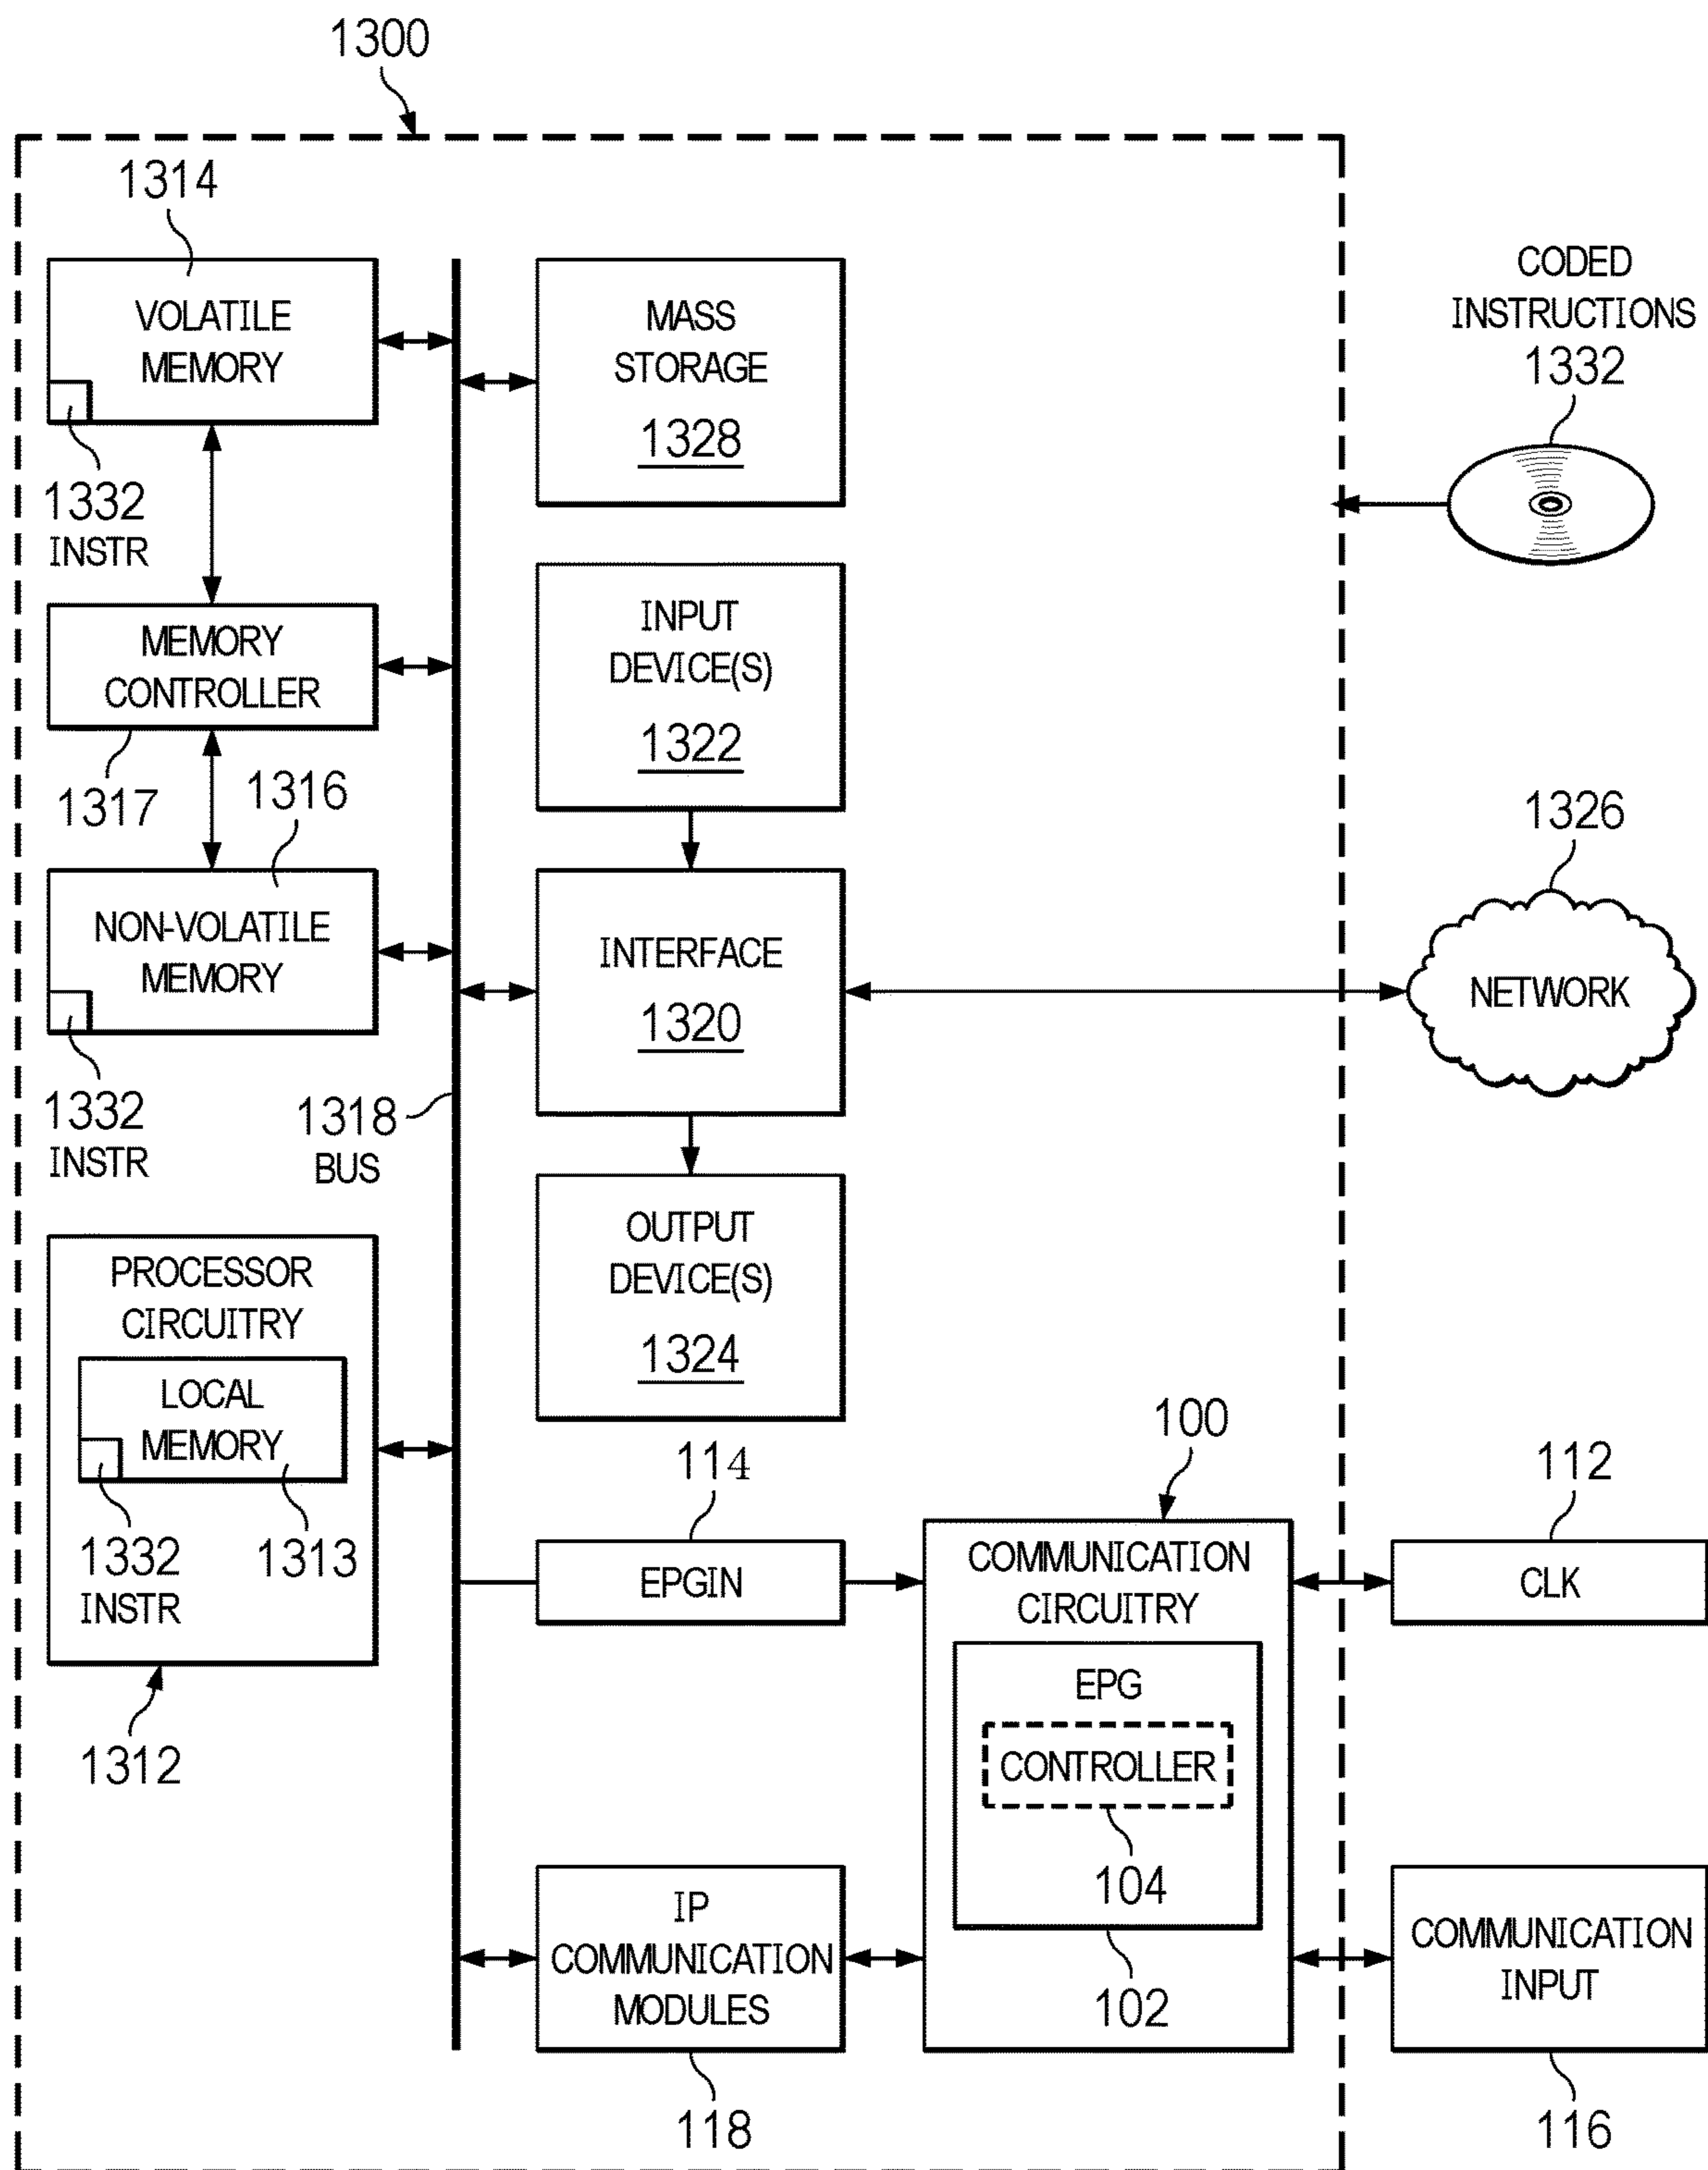 1300
1314
VOLATILE
MEMORY
1332
INSTR
MEMORY
CONTROLLER
1317
1316
NON-VOLATILE
MEMORY
1332
INSTR
1318
BUS
PROCESSOR
CIRCUITRY
LOCAL
MEMORY
1332
INSTR
1313
1312
MASS
STORAGE
1328
INPUT
DEVICE(S)
1322
INTERFACE
1320
OUTPUT
DEVICE(S)
1324
114
EPGIN
IP
COMMUNICATION
MODULES
118
100
COMMUNICATION
CIRCUITRY
EPG
CONTROLLER
104
102
CODED
INSTRUCTIONS
1332
1326
NETWORK
112
CLK
COMMUNICATION
INPUT
116